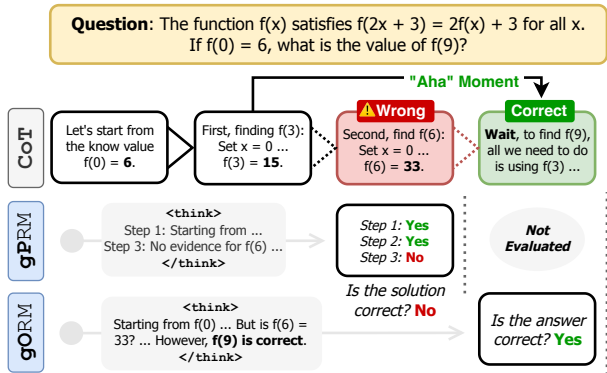 Question: The function f(x) satisfies f(2x + 3) = 2f(x) + 3 for all x.
If f(0) = 6, what is the value of f(9)?
"Aha" Moment
⚠Wrong
Correct
CoT
Let's start from
the know value
f(0) = 6.
First, finding f(3):
Set x = 0 ...
f(3) = 15.
Second, find f(6):
Set x = 0 ...
f(6) = 33.
Wait, to find f(9),
all we need to do
is using f(3) ...
gPRM
<think>
Step 1: Starting from ...
Step 3: No evidence for f(6) ...
</think>
Step 1: Yes
Step 2: Yes
Step 3: No
Is the solution
correct? No
Not
Evaluated
gORM
<think>
Starting from f(0) ... But is f(6) =
33? ... However, f(9) is correct.
</think>
Is the answer
correct? Yes